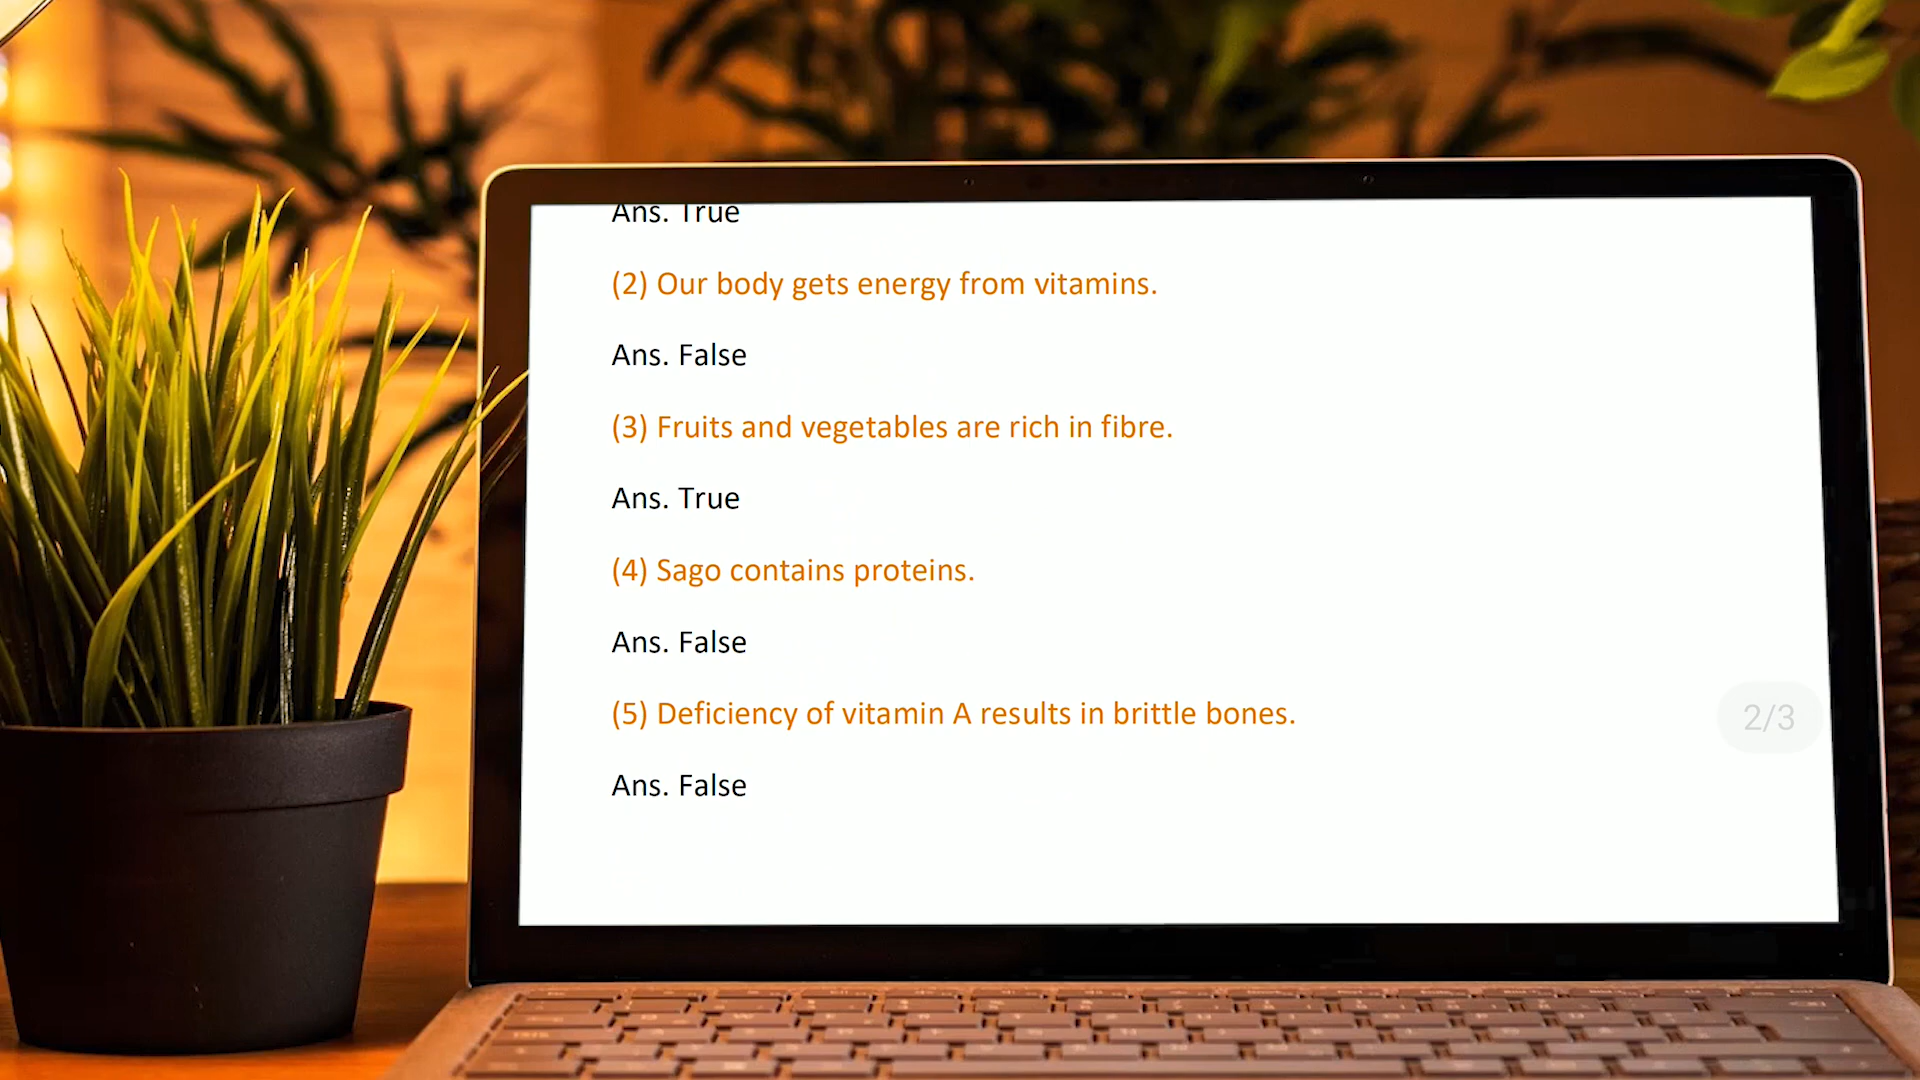 Ans. True
(2) Our body gets energy from vitamins.
Ans. False
(3) Fruits and vegetables are rich in fibre.
Ans. True
(4) Sago contains proteins.
Ans. False
(5) Deficiency of vitamin A results in brittle bones.
2/3
Ans. False